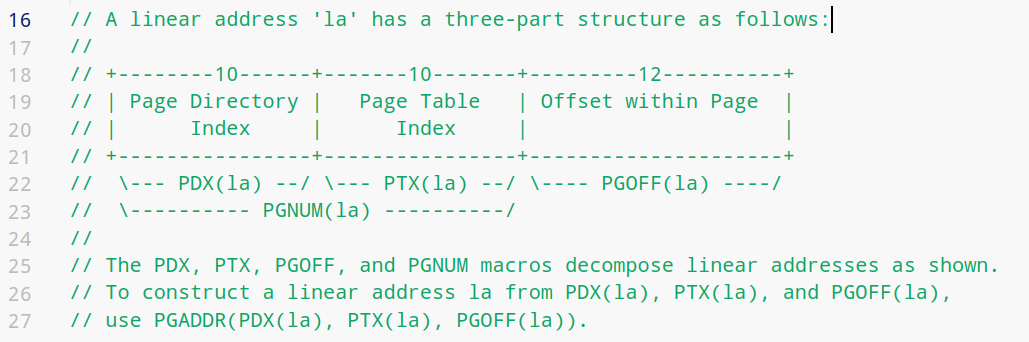 16 // A linear address 'la' has a three-part structure as follows:
17 //
18 // +--------10------+-------10-------+---------12----------+
19 // | Page Directory |   Page Table   | Offset within Page  |
20 // |      Index     |      Index     |                     |
21 // +----------------+----------------+---------------------+
22 //  \--- PDX(la) --/ \--- PTX(la) --/ \---- PGOFF(la) ----/
23 //  \---------- PGNUM(la) ----------/
24 //
25 // The PDX, PTX, PGOFF, and PGNUM macros decompose linear addresses as shown.
26 // To construct a linear address la from PDX(la), PTX(la), and PGOFF(la),
27 // use PGADDR(PDX(la), PTX(la), PGOFF(la)).